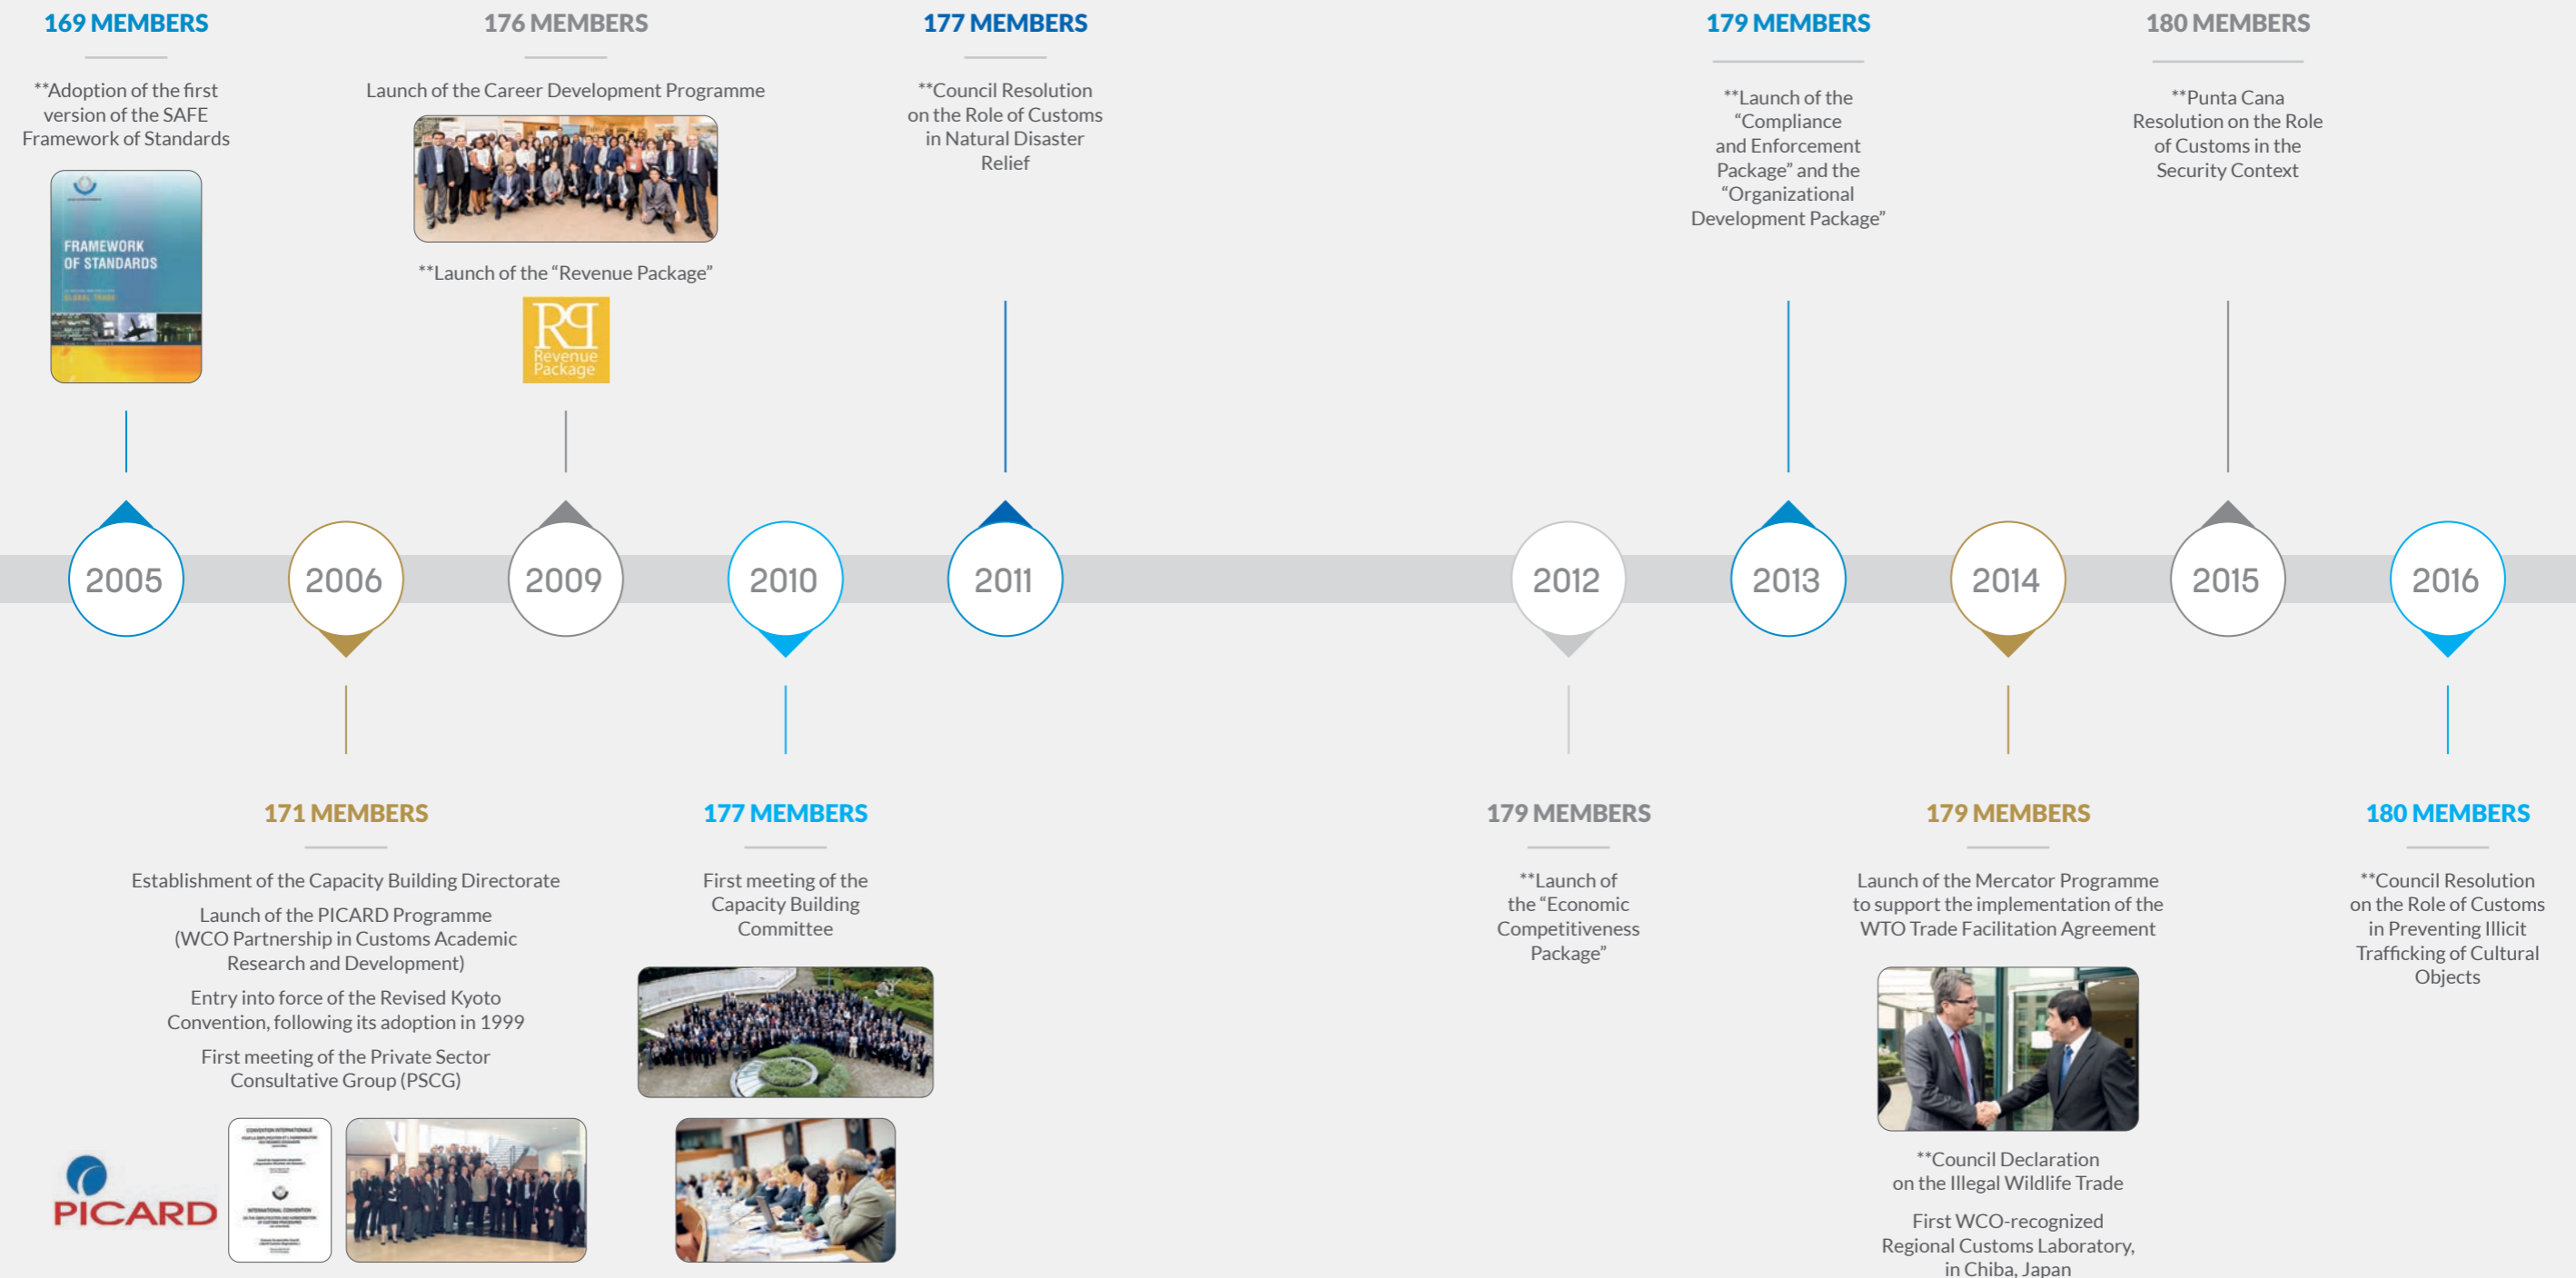 169 MEMBERS
**Adoption of the first
version of the SAFE
Framework of Standards
FRAMEWORK
OF STANDARDS
GLOBAL TRADE
176 MEMBERS
Launch of the Career Development Programme
**Launch of the “Revenue Package”
RP
Revenue
Package
177 MEMBERS
**Council Resolution
on the Role of Customs
in Natural Disaster
Relief
179 MEMBERS
**Launch of the
“Compliance
and Enforcement
Package” and the
“Organizational
Development Package”
180 MEMBERS
**Punta Cana
Resolution on the Role
of Customs in the
Security Context
2005
2006
2009
2010
2011
2012
2013
2014
2015
2016
171 MEMBERS
Establishment of the Capacity Building Directorate
Launch of the PICARD Programme
(WCO Partnership in Customs Academic
Research and Development)
Entry into force of the Revised Kyoto
Convention, following its adoption in 1999
First meeting of the Private Sector
Consultative Group (PSCG)
PICARD
CONVENTION INTERNATIONALE
INTERNATIONAL CONVENTION
177 MEMBERS
First meeting of the
Capacity Building
Committee
179 MEMBERS
**Launch of
the “Economic
Competitiveness
Package”
179 MEMBERS
Launch of the Mercator Programme
to support the implementation of the
WTO Trade Facilitation Agreement
**Council Declaration
on the Illegal Wildlife Trade
First WCO-recognized
Regional Customs Laboratory,
in Chiba, Japan
180 MEMBERS
**Council Resolution
on the Role of Customs
in Preventing Illicit
Trafficking of Cultural
Objects